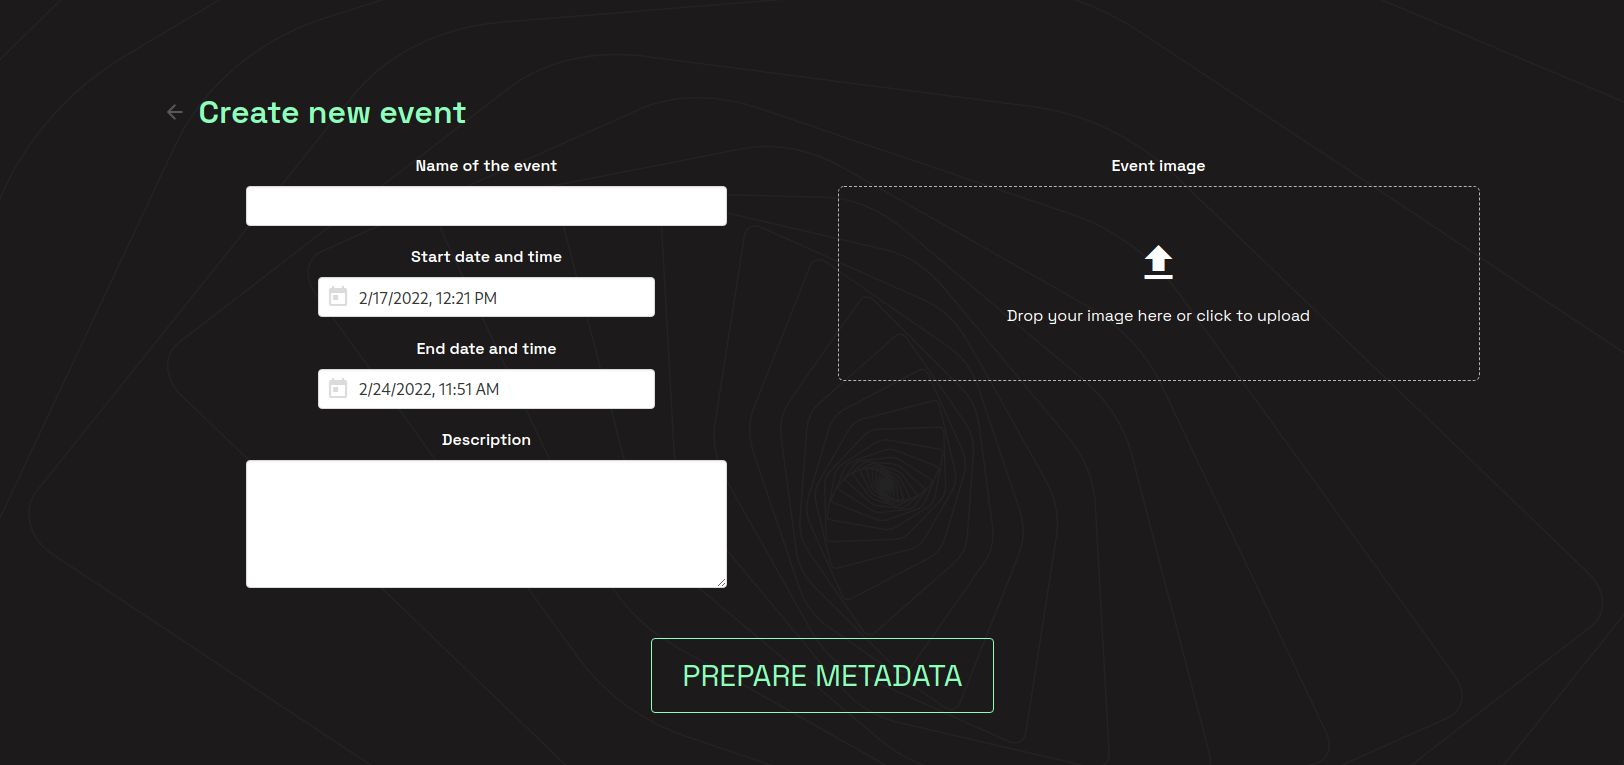 Create new event
Name of the event
Start date and time
2/17/2022, 12:21 PM
End date and time
2/24/2022, 11:51 AM
Description
Event image
Drop your image here or click to upload
PREPARE METADATA